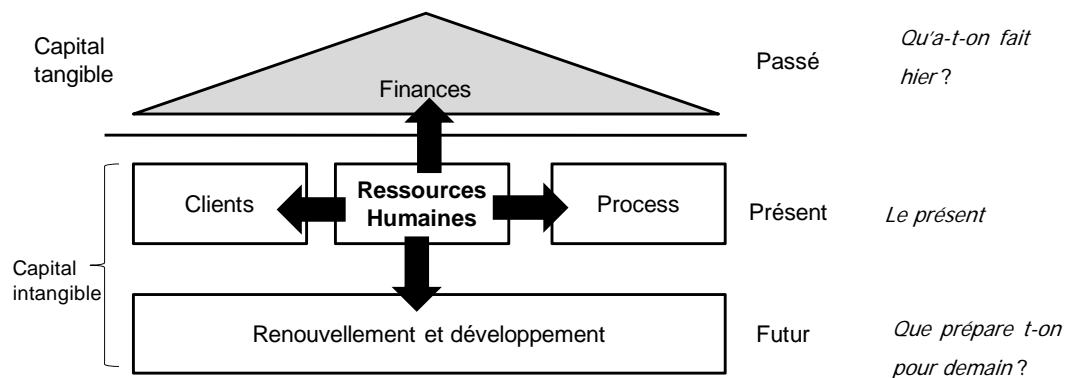 Capital
tangible
Finances
Passé
Qu'a-t-on fait
hier ?
Clients
Ressources
Humaines
Process
Présent
Le présent
Capital
intangible
Renouvellement et développement
Futur
Que prépare t-on
pour demain ?